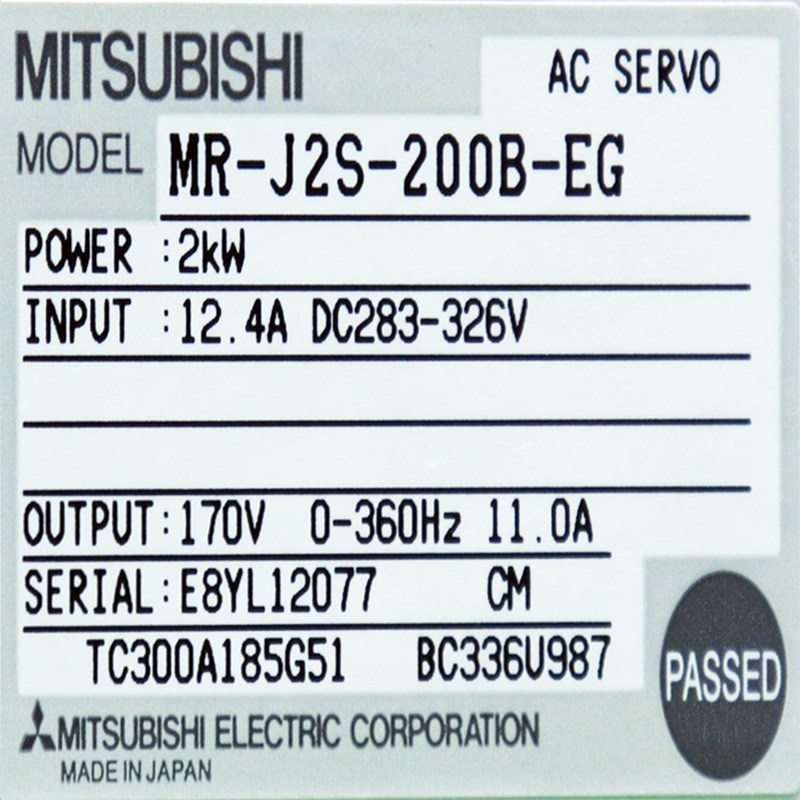 MITSUBISHI
AC SERVO
MODEL MR-J2S-200B-EG
POWER :2kW
INPUT :12.4A DC283-326V
OUTPUT:170V 0-360Hz 11.0A
SERIAL:E8YL12077 CM
TC300A185G51 BC336U987
PASSED
MITSUBISHI ELECTRIC CORPORATION
MADE IN JAPAN